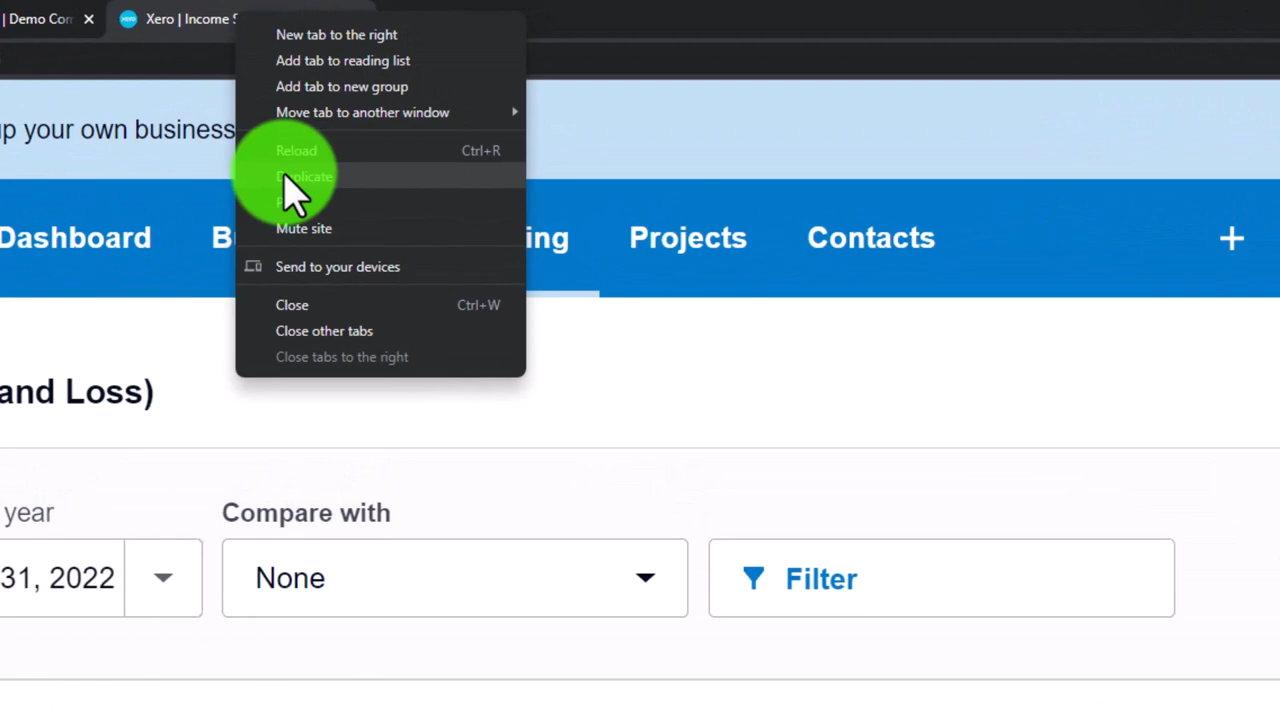 | Demo Con
Xero | Income S
New tab to the right
Add tab to reading list
Add tab to new group
Move tab to another window
Reload Ctrl+R
Duplicate
Mute site
Send to your devices
Close Ctrl+W
Close other tabs
Close tabs to the right
up your own business
Dashboard
B
ing
Projects
Contacts
and Loss)
year
Compare with
31, 2022
None
Filter